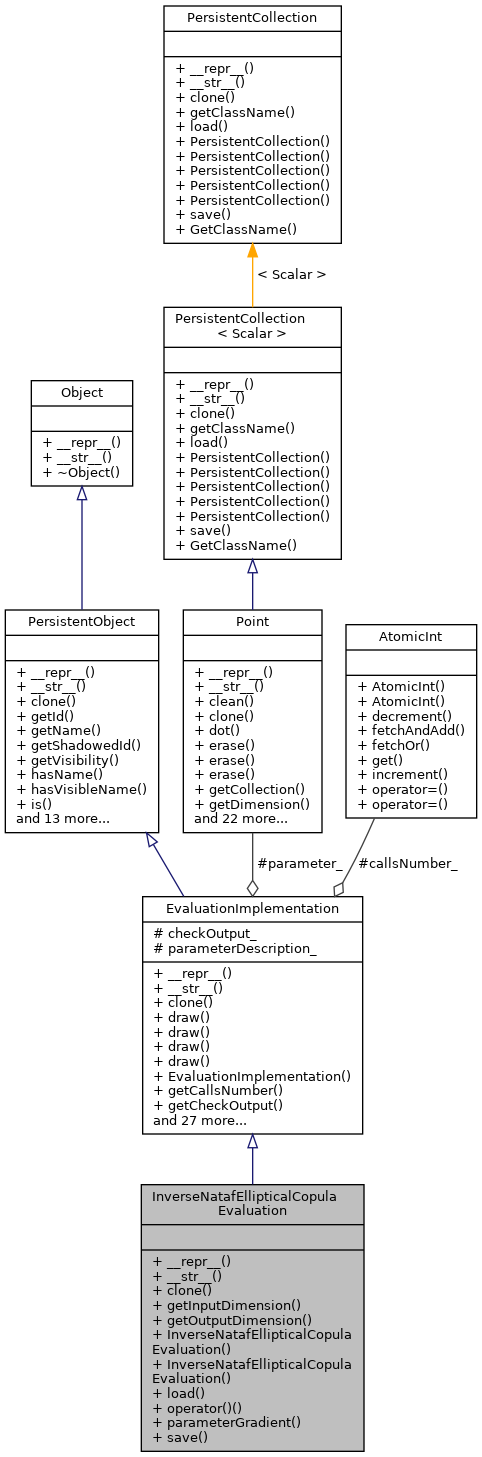 PersistentCollection
+ __repr__()
+ __str__()
+ clone()
+ getClassName()
+ load()
+ PersistentCollection()
+ PersistentCollection()
+ PersistentCollection()
+ PersistentCollection()
+ PersistentCollection()
+ save()
+ GetClassName()
< Scalar >
PersistentCollection
< Scalar >
+ __repr__()
+ __str__()
+ clone()
+ getClassName()
+ load()
+ PersistentCollection()
+ PersistentCollection()
+ PersistentCollection()
+ PersistentCollection()
+ PersistentCollection()
+ save()
+ GetClassName()
Object
+ __repr__()
+ __str__()
+ ~Object()
PersistentObject
+ __repr__()
+ __str__()
+ clone()
+ getId()
+ getName()
+ getShadowedId()
+ getVisibility()
+ hasName()
+ hasVisibleName()
+ is()
and 13 more...
Point
+ __repr__()
+ __str__()
+ clean()
+ clone()
+ dot()
+ erase()
+ erase()
+ erase()
+ getCollection()
+ getDimension()
and 22 more...
AtomicInt
+ AtomicInt()
+ AtomicInt()
+ decrement()
+ fetchAndAdd()
+ fetchOr()
+ get()
+ increment()
+ operator=()
+ operator=()
#parameter_
#callsNumber_
EvaluationImplementation
# checkOutput_
# parameterDescription_
+ __repr__()
+ __str__()
+ clone()
+ draw()
+ draw()
+ draw()
+ draw()
+ EvaluationImplementation()
+ getCallsNumber()
+ getCheckOutput()
and 27 more...
InverseNatafEllipticalCopula
Evaluation
+ __repr__()
+ __str__()
+ clone()
+ getInputDimension()
+ getOutputDimension()
+ InverseNatafEllipticalCopula
Evaluation()
+ InverseNatafEllipticalCopula
Evaluation()
+ load()
+ operator()()
+ parameterGradient()
+ save()